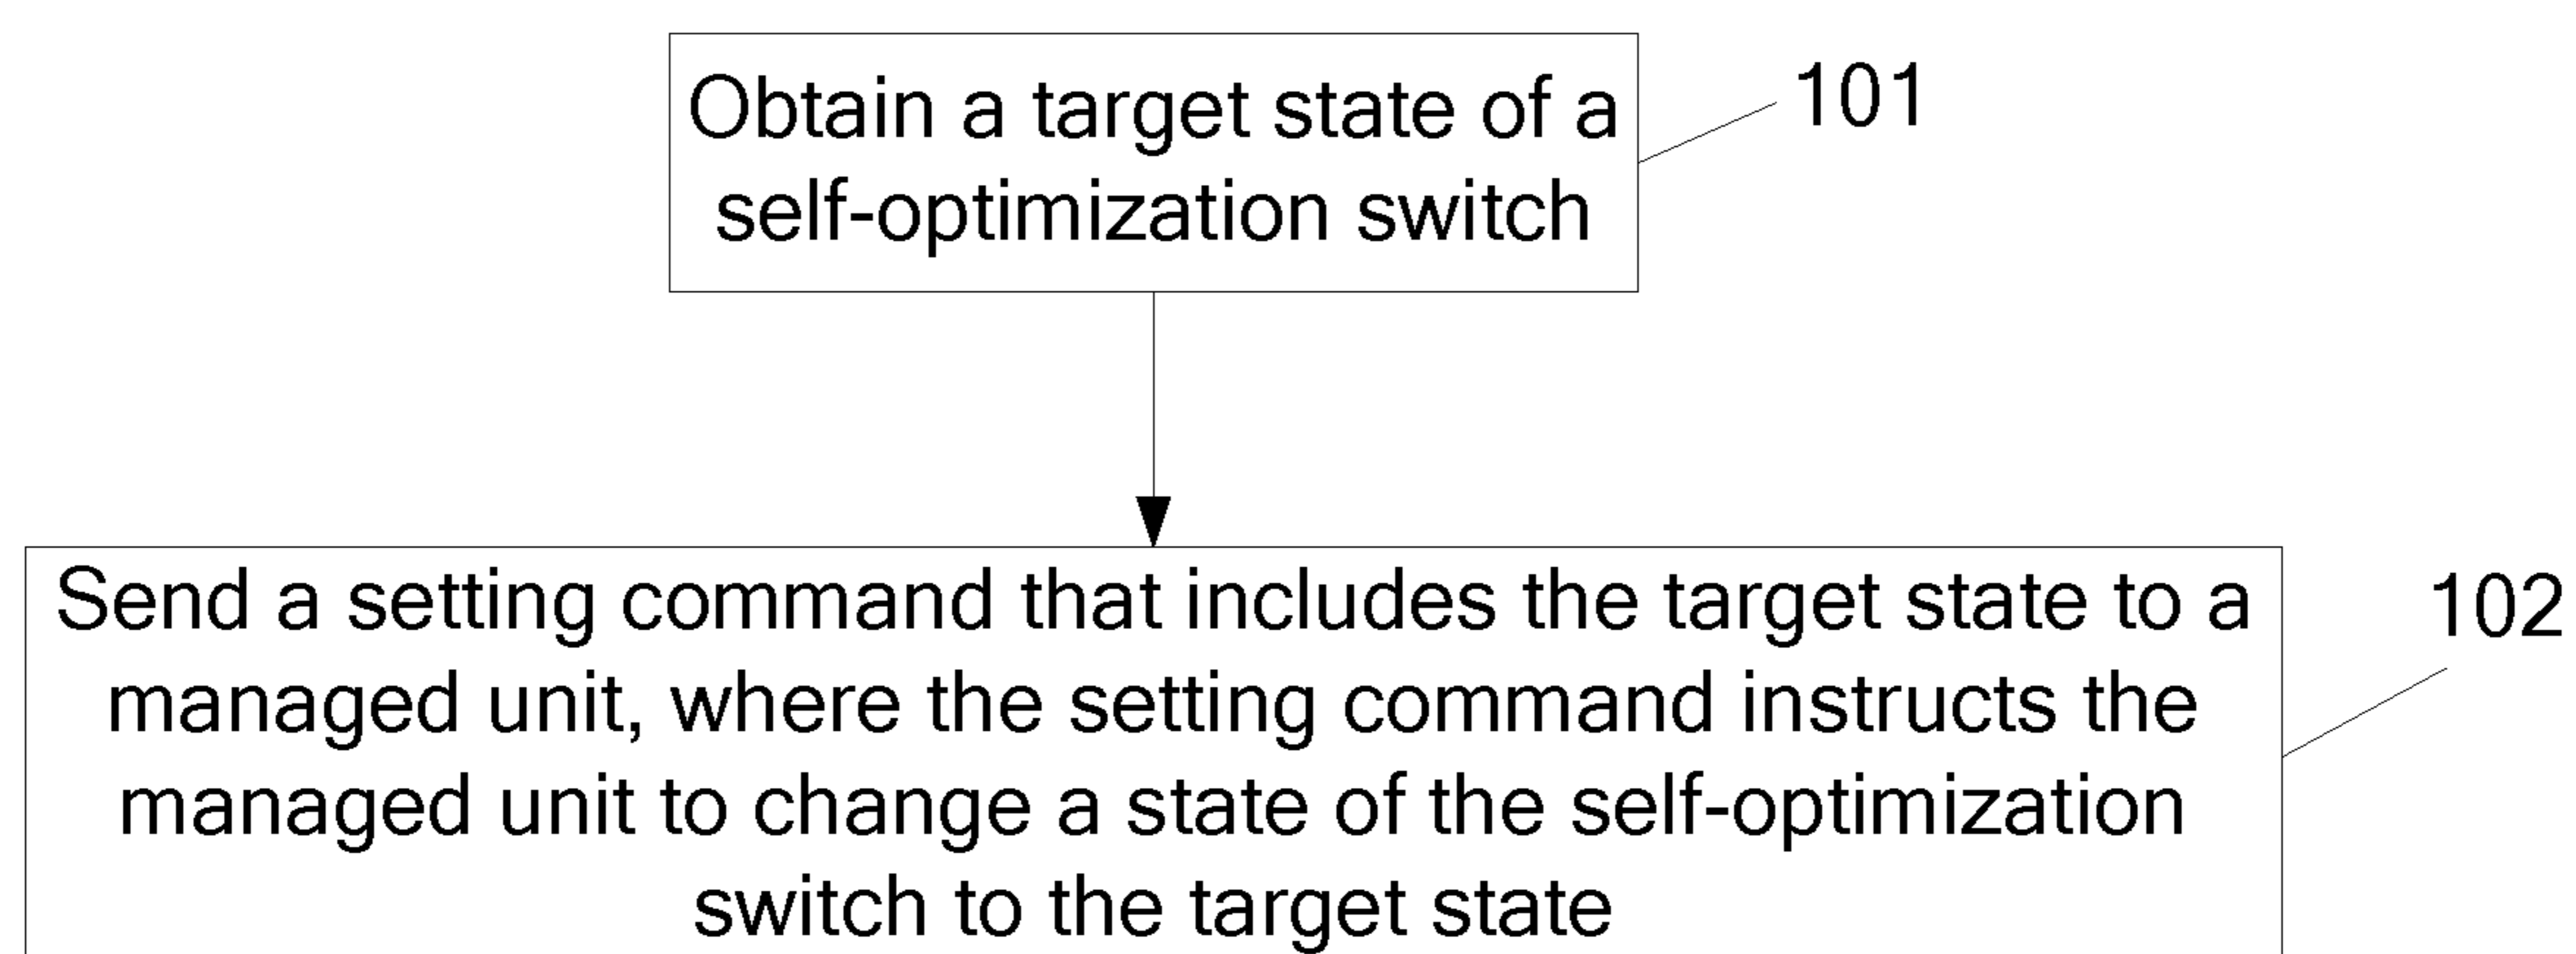 Obtain a target state of a
self-optimization switch
101
Send a setting command that includes the target state to a
managed unit, where the setting command instructs the
managed unit to change a state of the self-optimization
switch to the target state
102